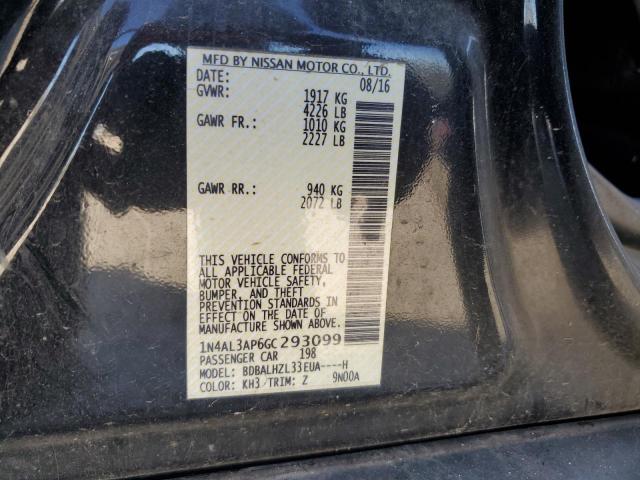 MFD BY NISSAN MOTOR CO., LTD.
DATE: 08/16
GVWR: 1917 KG
4226 LB
GAWR FR.: 1010 KG
2227 LB
GAWR RR.: 940 KG
2072 LB
THIS VEHICLE CONFORMS TO
ALL APPLICABLE FEDERAL
MOTOR VEHICLE SAFETY,
BUMPER, AND THEFT
PREVENTION STANDARDS IN
EFFECT ON THE DATE OF
MANUFACTURE SHOWN ABOVE.
1N4AL3AP6GC293099
PASSENGER CAR 198
MODEL: BDBALHZL33EUA----H
COLOR: KH3 TRIM: Z 9N00A